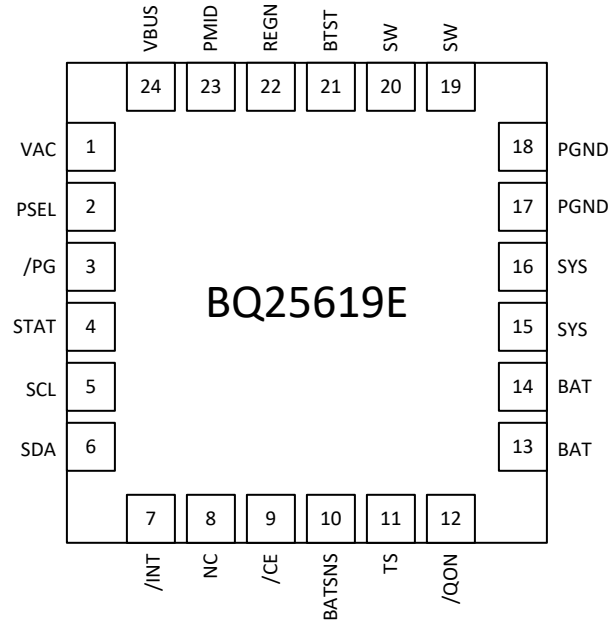 VBUS PMID REGN BTST SW SW
24 23 22 21 20 19
VAC 1 18 PGND
PSEL 2 17 PGND
/PG 3 16 SYS
BQ25619E
STAT 4 15 SYS
SCL 5 14 BAT
SDA 6 13 BAT
7 8 9 10 11 12
/INT NC /CE BATSNS TS /QON